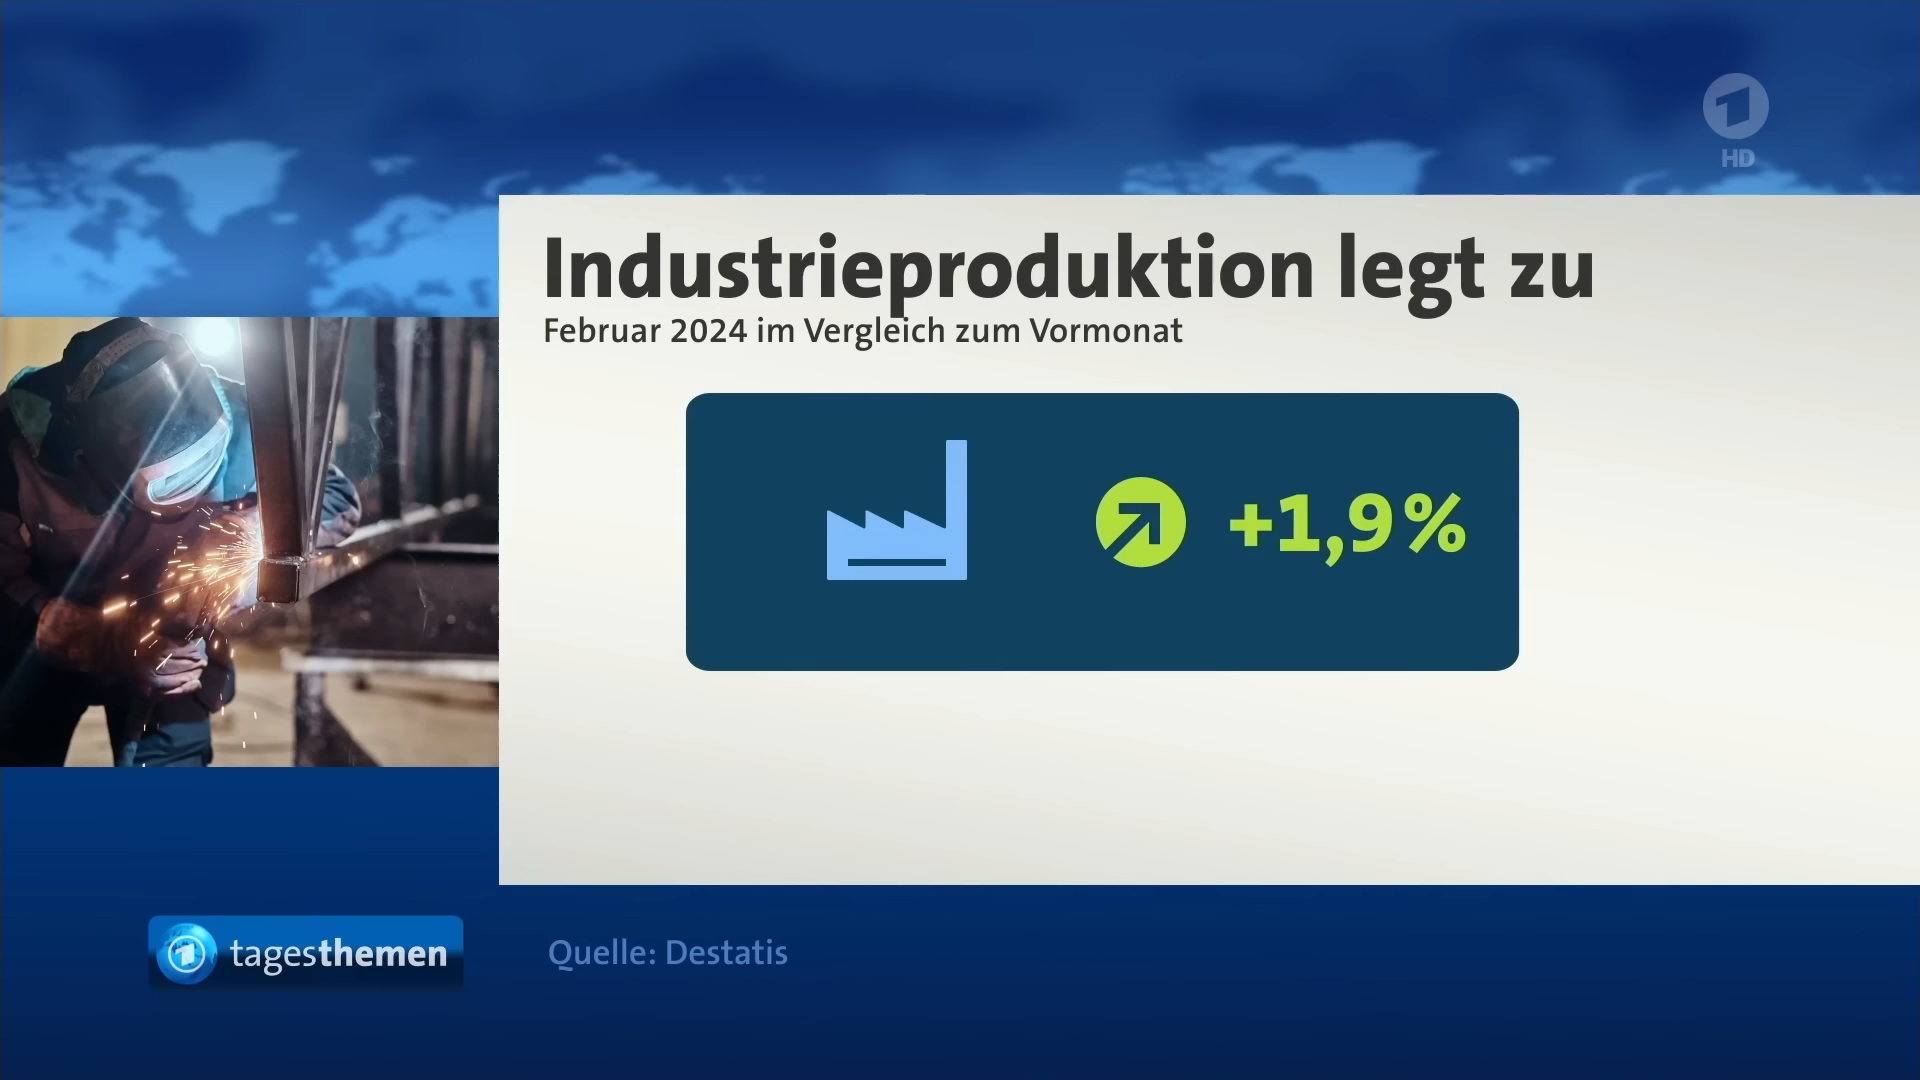 HD
Industrieproduktion legt zu
Februar 2024 im Vergleich zum Vormonat
+1,9%
tagesthemen
Quelle: Destatis